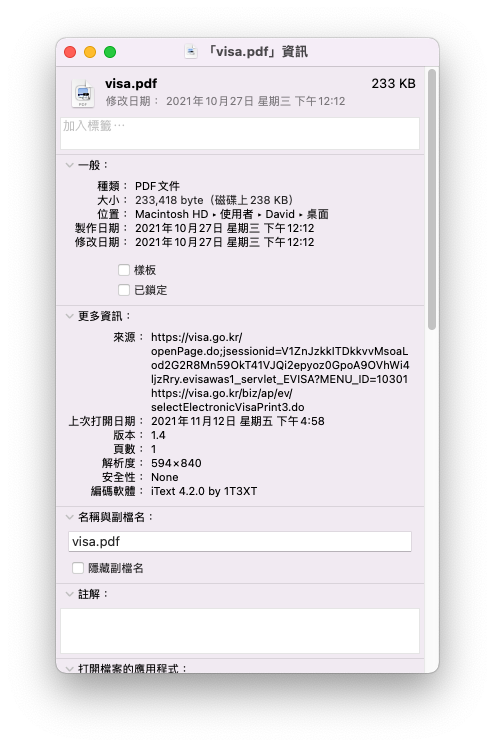 「visa.pdf」資訊
visa.pdf
233 KB
修改日期： 2021年10月27日 星期三 下午12:12
加入標籤⋯
一般：
種類： PDF文件
大小： 233,418 byte（磁碟上238 KB）
位置： Macintosh HD ▸ 使用者 ▸ David ▸ 桌面
製作日期： 2021年10月27日 星期三 下午12:12
修改日期： 2021年10月27日 星期三 下午12:12
樣板
已鎖定
更多資訊：
來源： https://visa.go.kr/
openPage.do;jsessionid=V1ZnJzkkITDkkvvMsoaL
od2G2R8Mn59OkT41VJQi2epyoz0GpoA9OVhWi4
ljzRry.evisawas1_servlet_EVISA?MENU_ID=10301
https://visa.go.kr/biz/ap/ev/
selectElectronicVisaPrint3.do
上次打開日期： 2021年11月12日 星期五 下午4:58
版本： 1.4
頁數： 1
解析度： 594×840
安全性： None
編碼軟體： iText 4.2.0 by 1T3XT
名稱與副檔名：
visa.pdf
隱藏副檔名
註解：
打開檔案的應用程式：